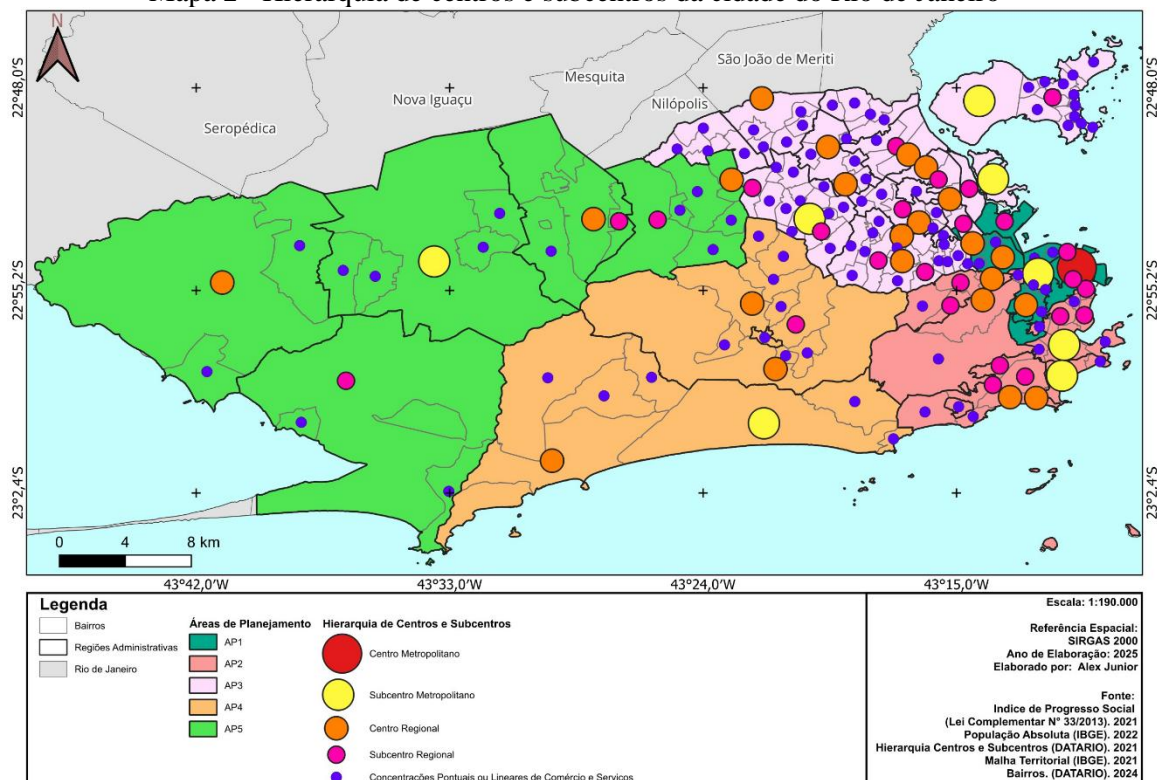 Mapa 2 - Hierarquia de centros e subcentros da cidade do Rio de Janeiro
N
São João de Meriti
Mesquita
Nilópolis
Nova Iguaçu
Seropédica
22°48,0'S
22°48,0'S
22°55,2'S
22°55,2'S
23°2,4'S
23°2,4'S
0 4 8 km
43°42,0'W 43°33,0'W 43°24,0'W 43°15,0'W
Legenda
Bairros
Regiões Administrativas
Rio de Janeiro
Áreas de Planejamento
AP1
AP2
AP3
AP4
AP5
Hierarquia de Centros e Subcentros
Centro Metropolitano
Subcentro Metropolitano
Centro Regional
Subcentro Regional
Concentrações Pontuais ou Lineares de Comércio e Serviços
Escala: 1:190.000
Referência Espacial:
SIRGAS 2000
Ano de Elaboração: 2025
Elaborado por: Alex Junior
Fonte:
Indice de Progresso Social
(Lei Complementar N° 33/2013). 2021
População Absoluta (IBGE). 2022
Hierarquia Centros e Subcentros (DATARIO). 2021
Malha Territorial (IBGE). 2021
Bairros. (DATARIO). 2024